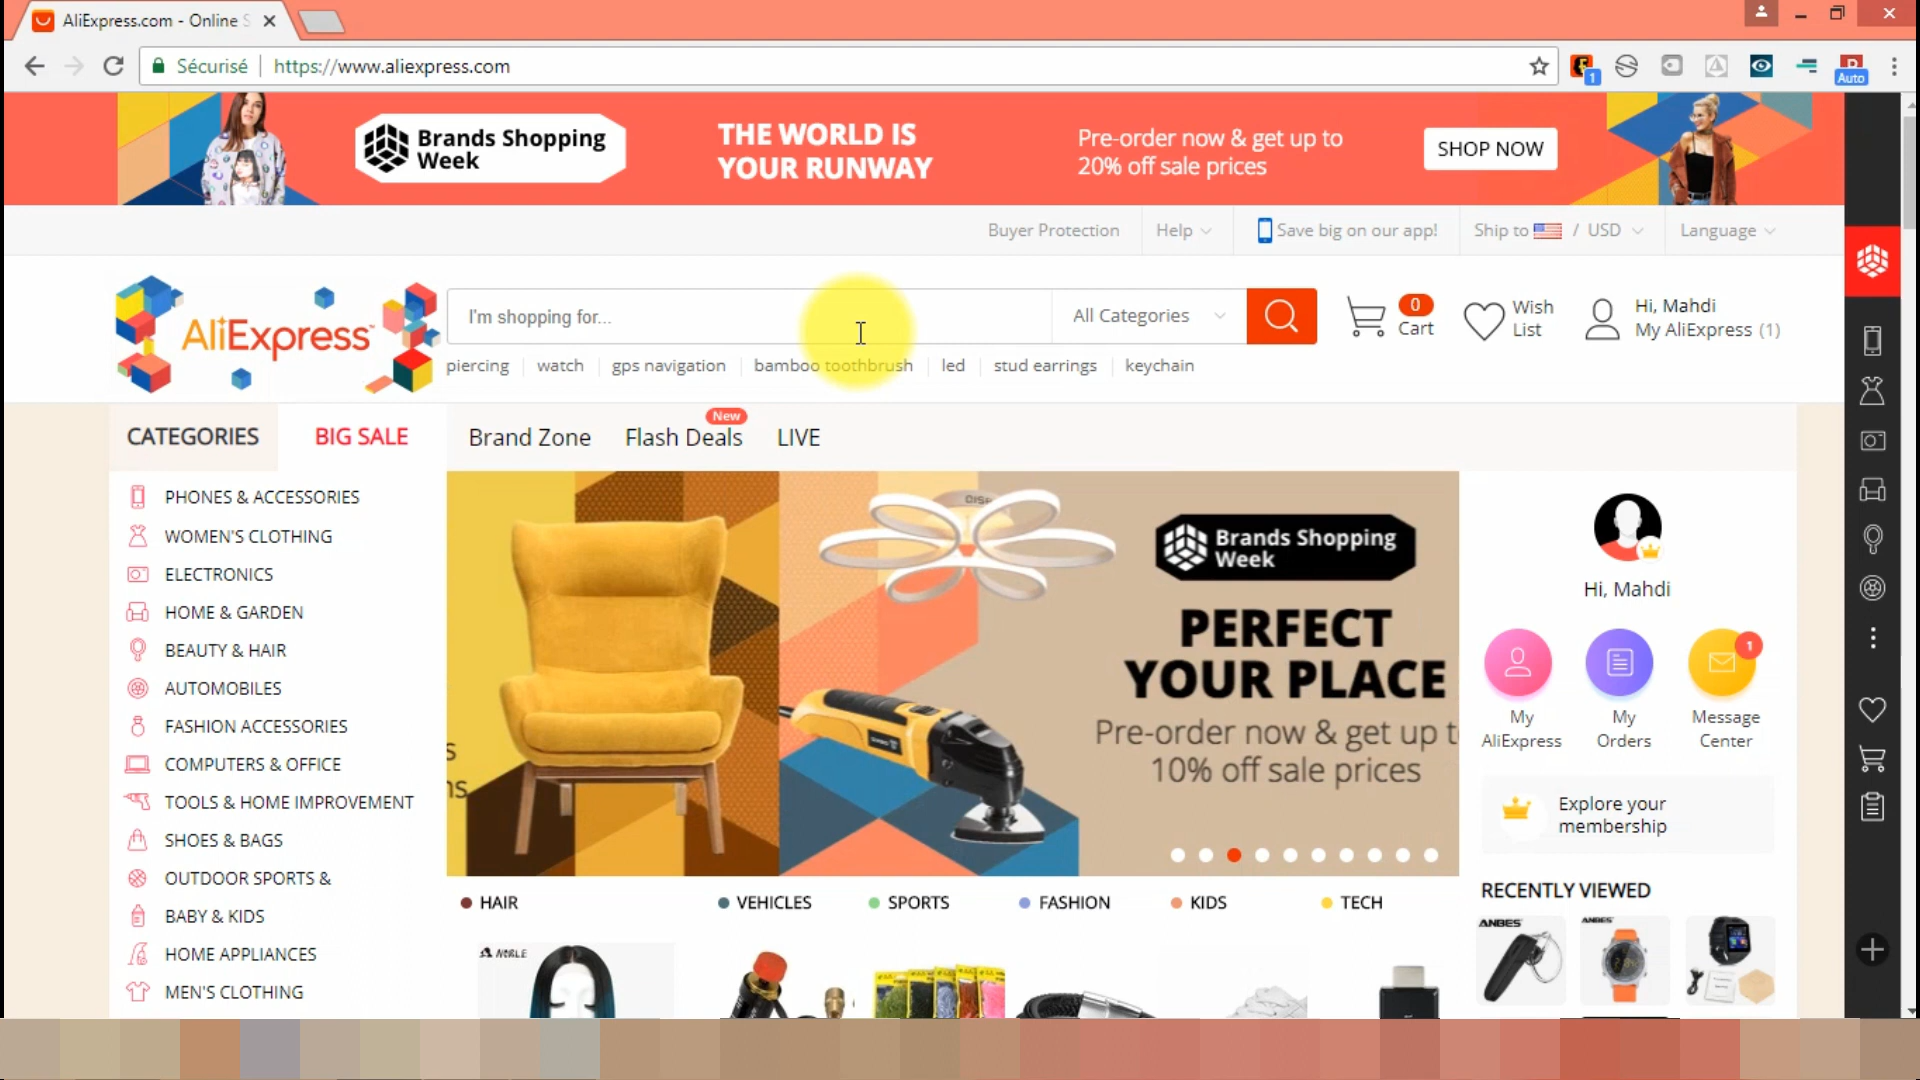 AliExpress.com - Online S
Sécurisé
https://www.aliexpress.com
1
Auto
Brands Shopping
Week
THE WORLD IS
YOUR RUNWAY
Pre-order now & get up to
20% off sale prices
SHOP NOW
Buyer Protection
Help
Save big on our app!
Ship to / USD
Language
AliExpress
I'm shopping for...
All Categories
0
Cart
Wish
List
Hi, Mahdi
My AliExpress (1)
piercing
watch
gps navigation
bamboo toothbrush
led
stud earrings
keychain
CATEGORIES
BIG SALE
Brand Zone
New
Flash Deals
LIVE
PHONES & ACCESSORIES
WOMEN'S CLOTHING
ELECTRONICS
HOME & GARDEN
BEAUTY & HAIR
AUTOMOBILES
FASHION ACCESSORIES
COMPUTERS & OFFICE
TOOLS & HOME IMPROVEMENT
SHOES & BAGS
OUTDOOR SPORTS &
BABY & KIDS
HOME APPLIANCES
MEN'S CLOTHING
Brands Shopping
Week
PERFECT
YOUR PLACE
Pre-order now & get up t
10% off sale prices
Hi, Mahdi
My
AliExpress
My
Orders
1
Message
Center
Explore your
membership
RECENTLY VIEWED
ANBES
ANBES
HAIR
VEHICLES
SPORTS
FASHION
KIDS
TECH
NOBLE